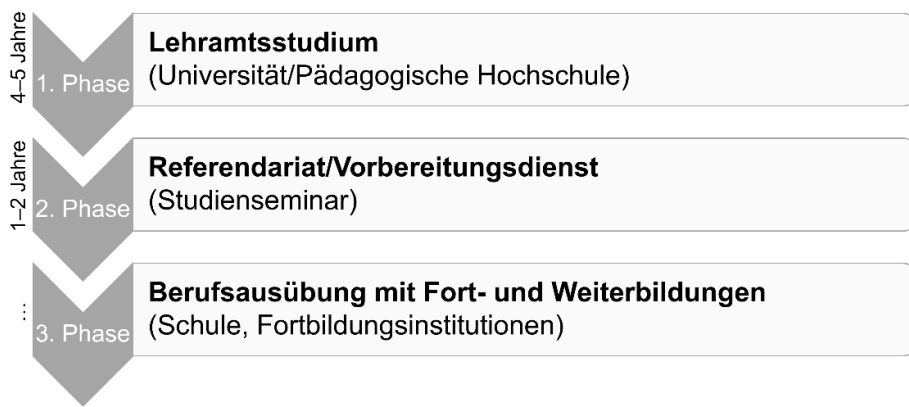 4–5 Jahre
1. Phase
Lehramtsstudium
(Universität/Pädagogische Hochschule)
1–2 Jahre
2. Phase
Referendariat/Vorbereitungsdienst
(Studienseminar)
...
3. Phase
Berufsausübung mit Fort- und Weiterbildungen
(Schule, Fortbildungsinstitutionen)